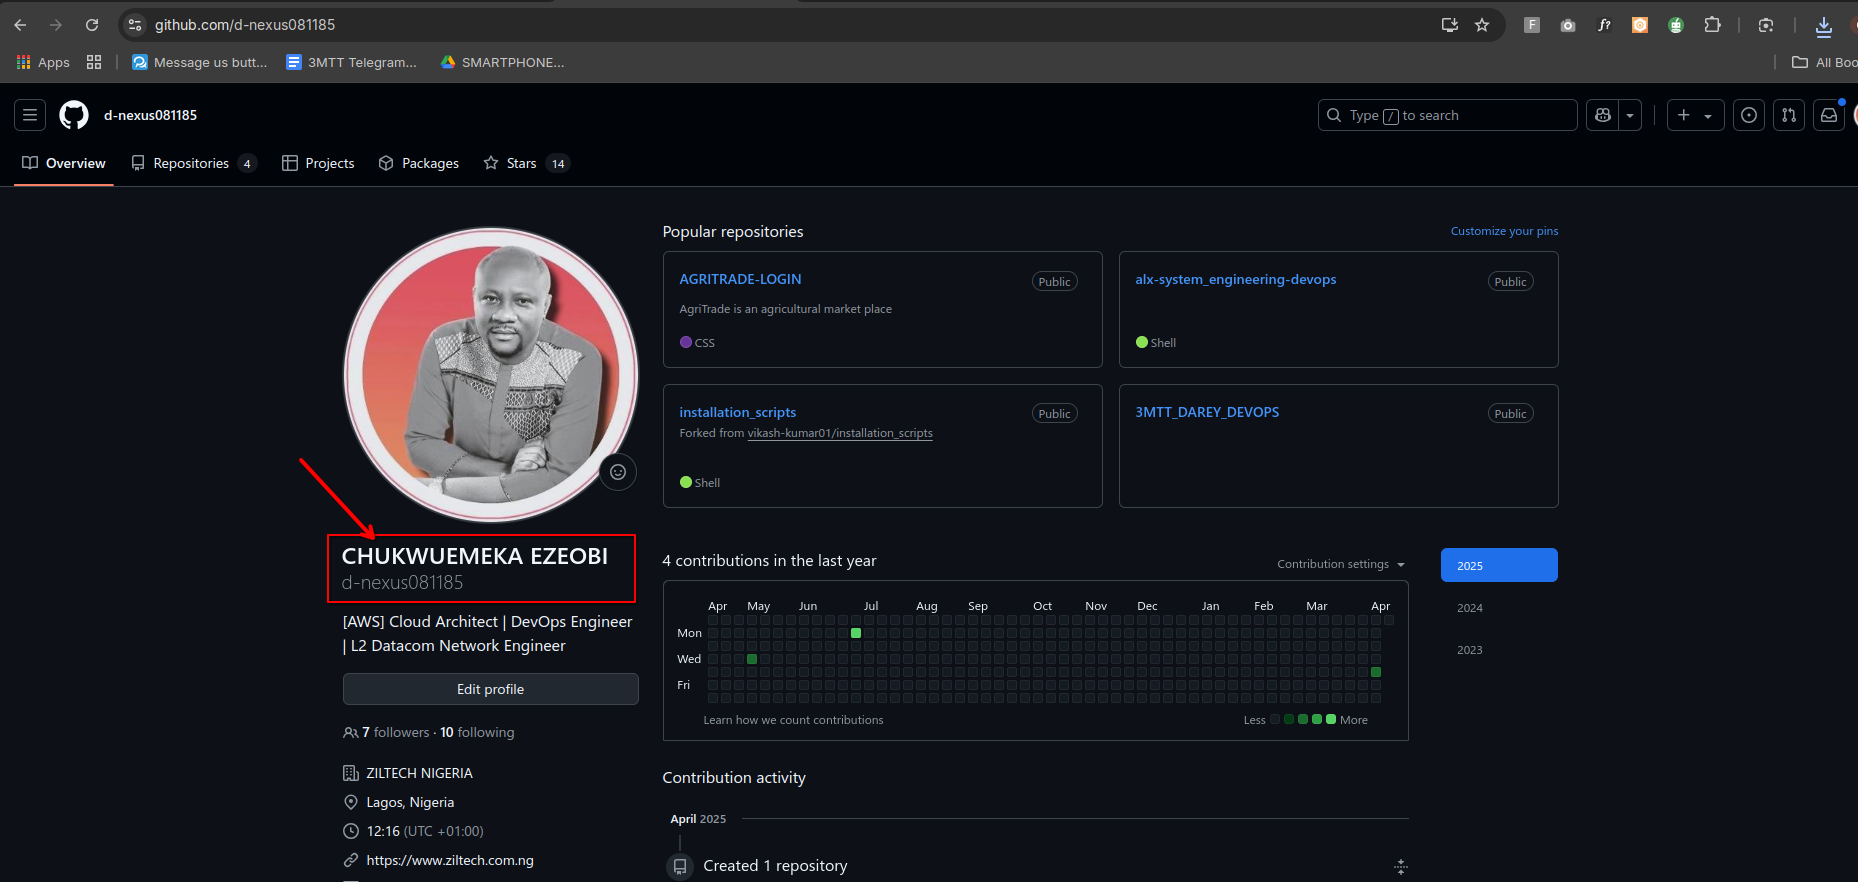 github.com/d-nexus081185
Apps
Message us butt...
3MTT Telegram...
SMARTPHONE...
All Boo
d-nexus081185
Type / to search
Overview
Repositories 4
Projects
Packages
Stars 14
Popular repositories
Customize your pins
AGRITRADE-LOGIN
Public
AgriTrade is an agricultural market place
CSS
alx-system_engineering-devops
Public
Shell
installation_scripts
Public
Forked from vikash-kumar01/installation_scripts
Shell
3MTT_DAREY_DEVOPS
Public
CHUKWUEMEKA EZEOBI
d-nexus081185
[AWS] Cloud Architect | DevOps Engineer
| L2 Datacom Network Engineer
Edit profile
7 followers · 10 following
ZILTECH NIGERIA
Lagos, Nigeria
12:16 (UTC +01:00)
https://www.ziltech.com.ng
4 contributions in the last year
Contribution settings
2025
2024
2023
Apr May Jun Jul Aug Sep Oct Nov Dec Jan Feb Mar Apr
Mon
Wed
Fri
Learn how we count contributions
Less More
Contribution activity
April 2025
Created 1 repository